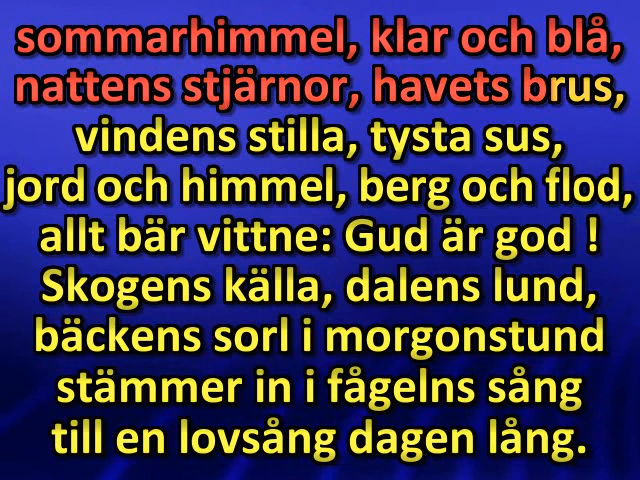 sommarhimmel, klar och blå,
nattens stjärnor, havets brus,
vindens stilla, tysta sus,
jord och himmel, berg och flod,
allt bär vittne: Gud är god !
Skogens källa, dalens lund,
bäckens sorl i morgonstund
stämmer in i fågelns sång
till en lovsång dagen lång.